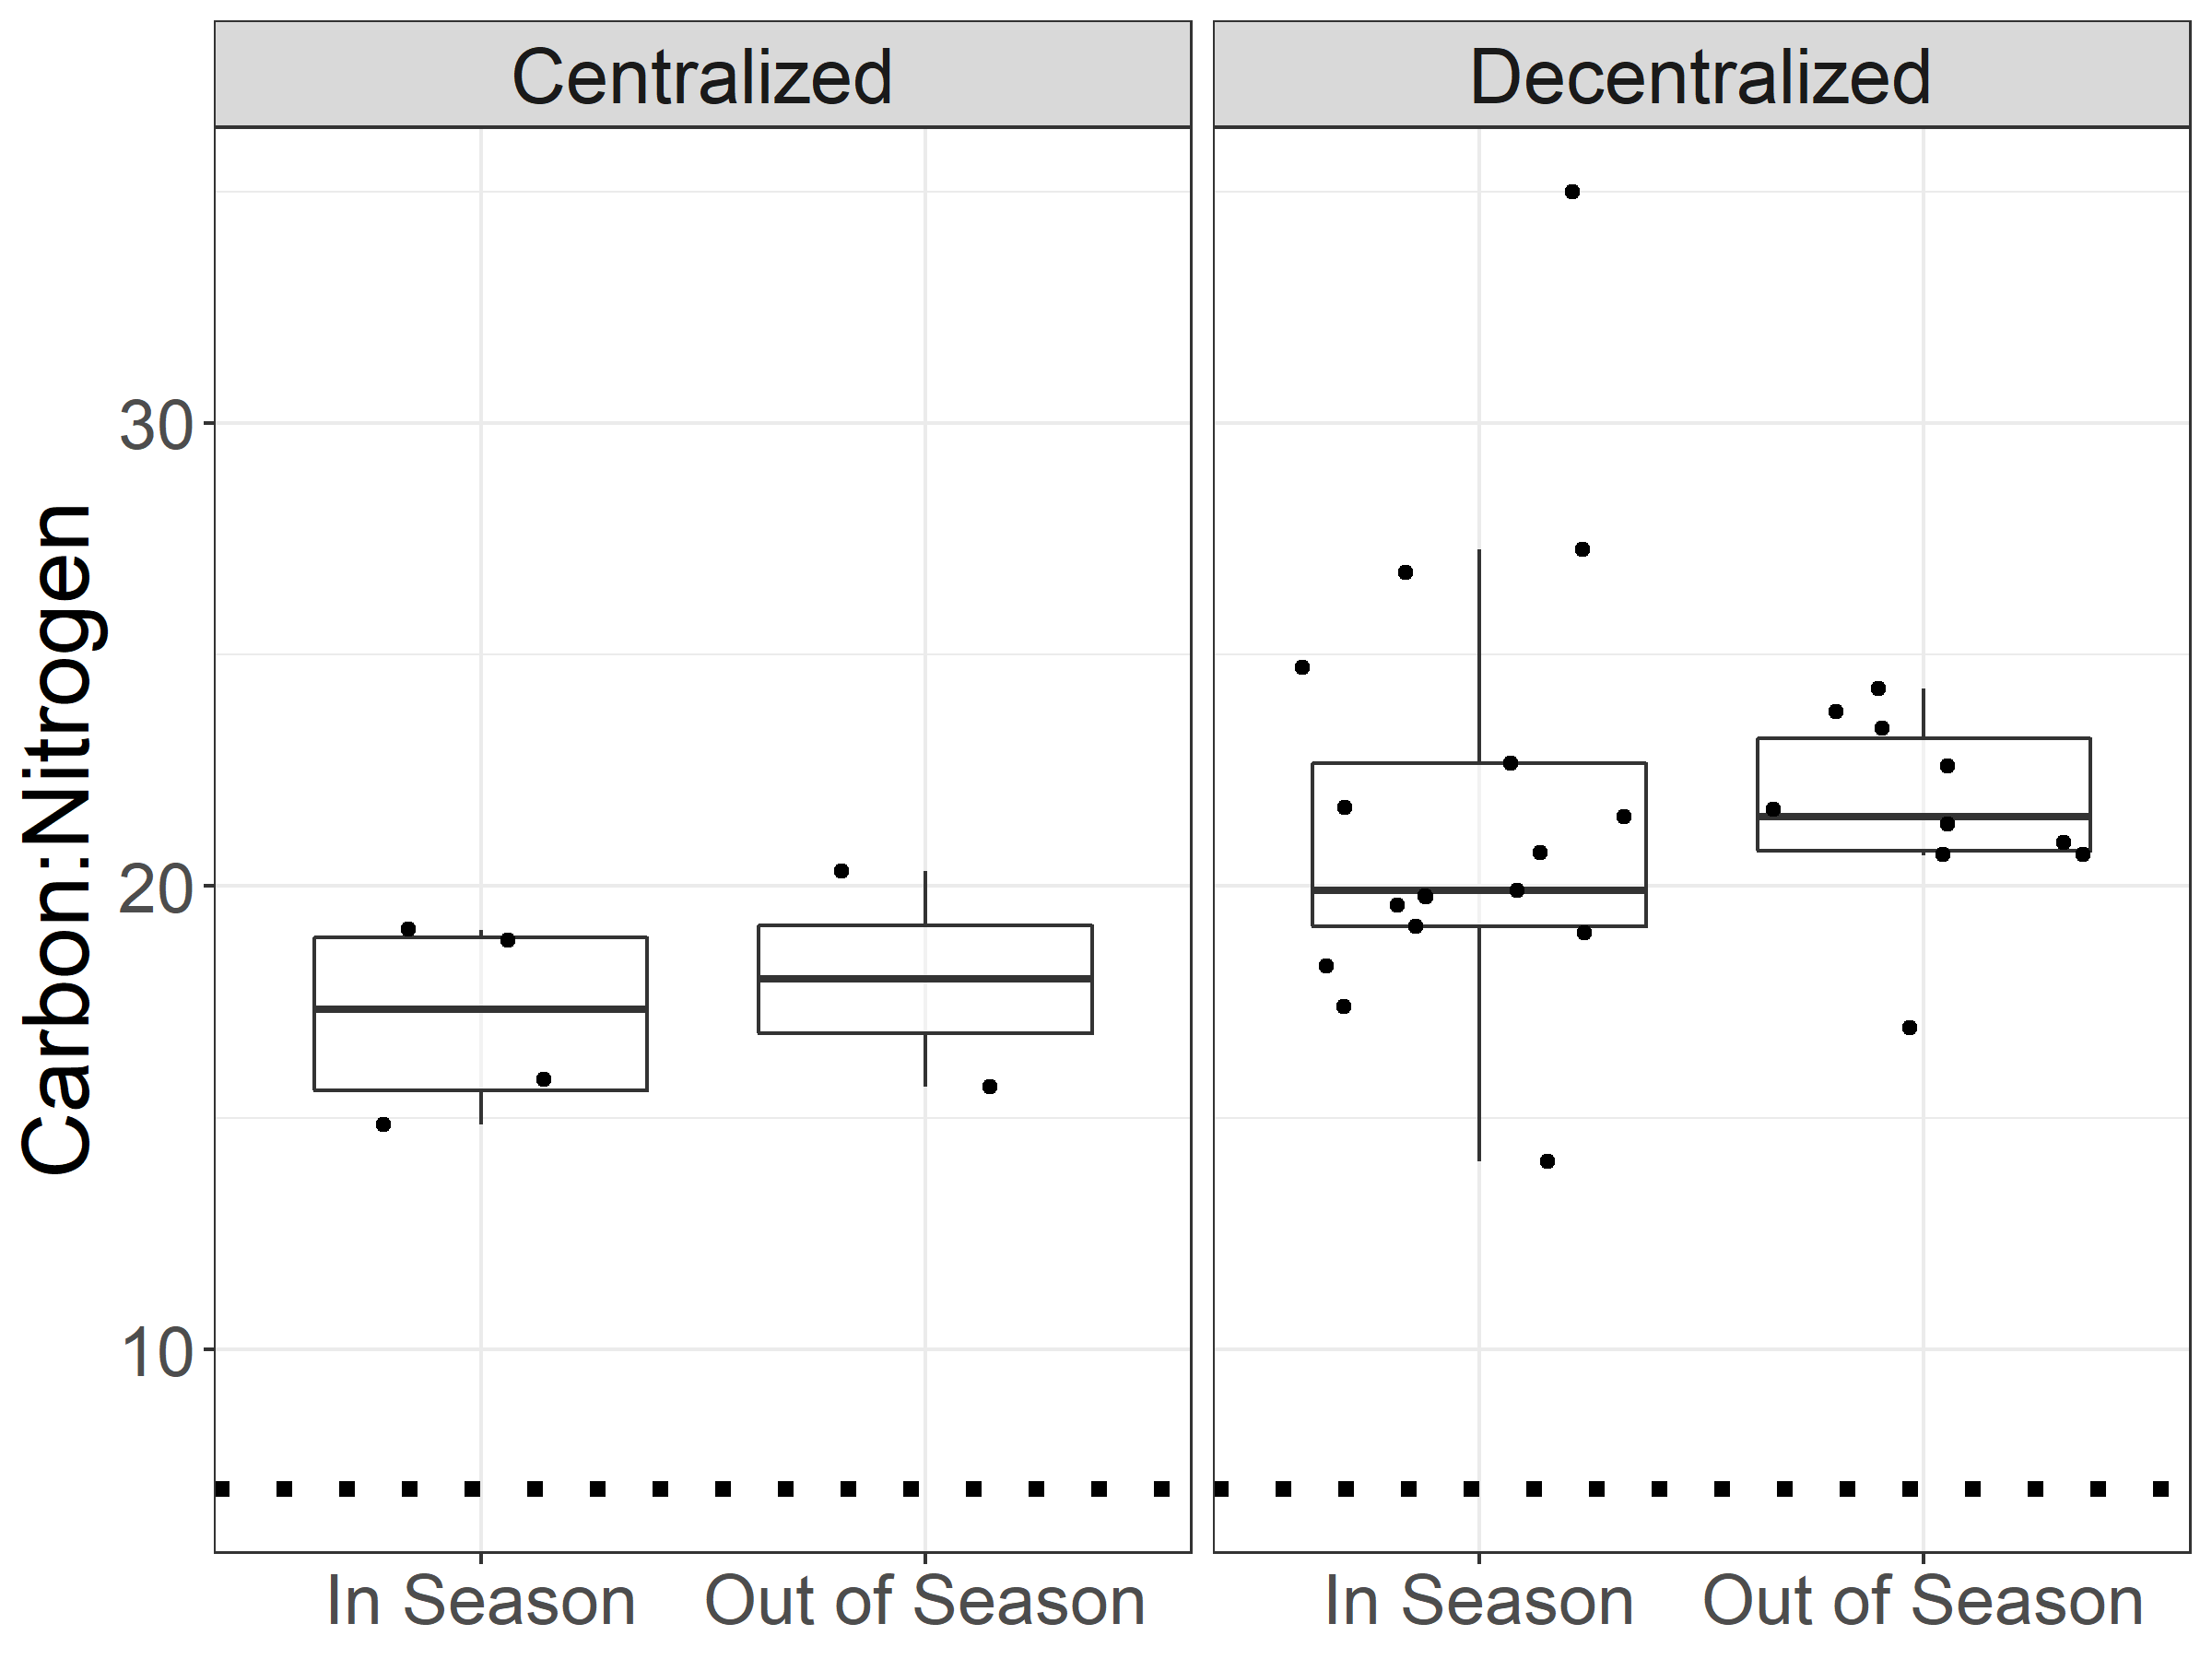 Centralized
Decentralized
Carbon:Nitrogen
30
20
10
In Season
Out of Season
In Season
Out of Season